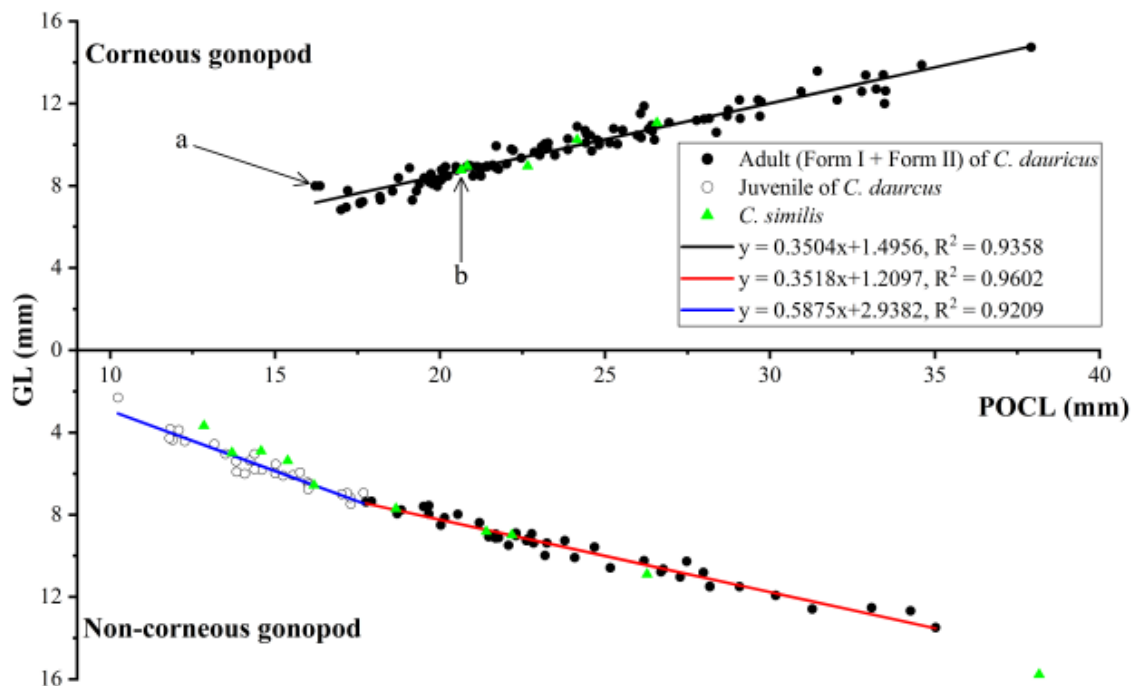 16
Corneous gonopod
12
a
8
b
4
Adult (Form I + Form II) of C. dauricus
Juvenile of C. daurcus
C. similis
y = 0.3504x+1.4956, R² = 0.9358
y = 0.3518x+1.2097, R² = 0.9602
y = 0.5875x+2.9382, R² = 0.9209
GL (mm)
0
10 15 20 25 30 35 40
POCL (mm)
4
8
12
Non-corneous gonopod
16